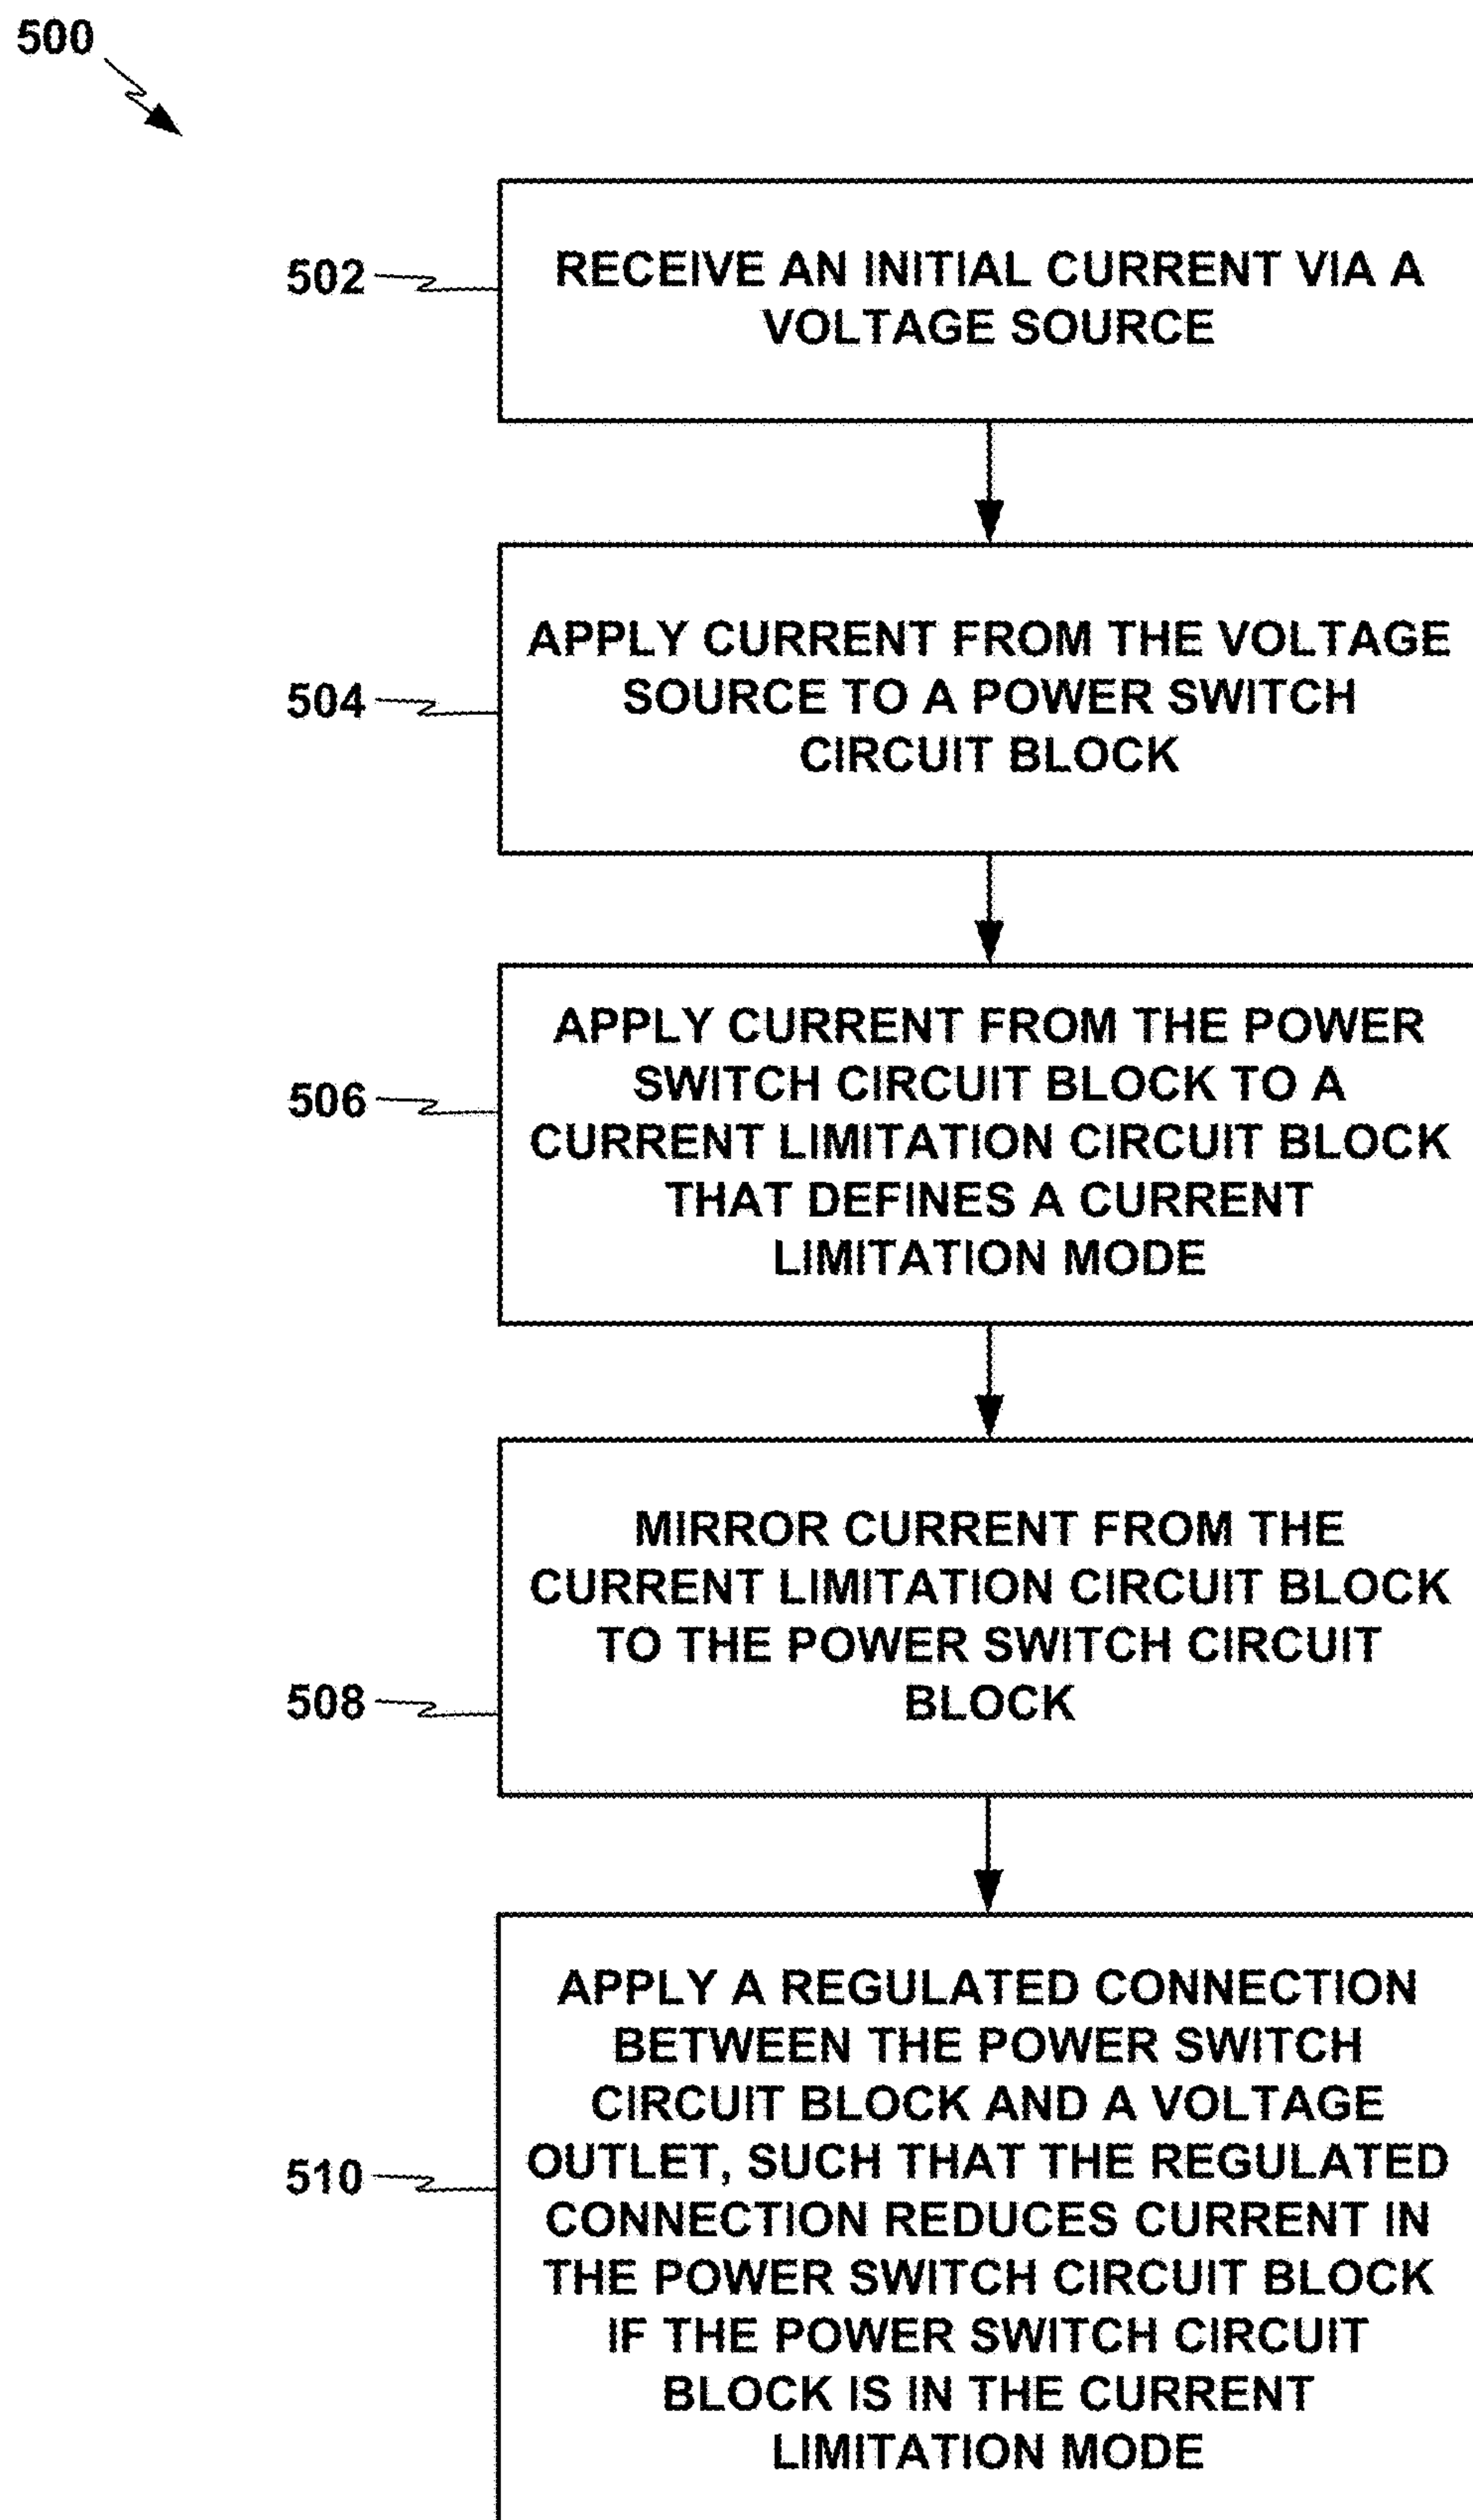 500
502
RECEIVE AN INITIAL CURRENT VIA A
VOLTAGE SOURCE
504
APPLY CURRENT FROM THE VOLTAGE
SOURCE TO A POWER SWITCH
CIRCUIT BLOCK
506
APPLY CURRENT FROM THE POWER
SWITCH CIRCUIT BLOCK TO A
CURRENT LIMITATION CIRCUIT BLOCK
THAT DEFINES A CURRENT
LIMITATION MODE
508
MIRROR CURRENT FROM THE
CURRENT LIMITATION CIRCUIT BLOCK
TO THE POWER SWITCH CIRCUIT
BLOCK
510
APPLY A REGULATED CONNECTION
BETWEEN THE POWER SWITCH
CIRCUIT BLOCK AND A VOLTAGE
OUTLET, SUCH THAT THE REGULATED
CONNECTION REDUCES CURRENT IN
THE POWER SWITCH CIRCUIT BLOCK
IF THE POWER SWITCH CIRCUIT
BLOCK IS IN THE CURRENT
LIMITATION MODE